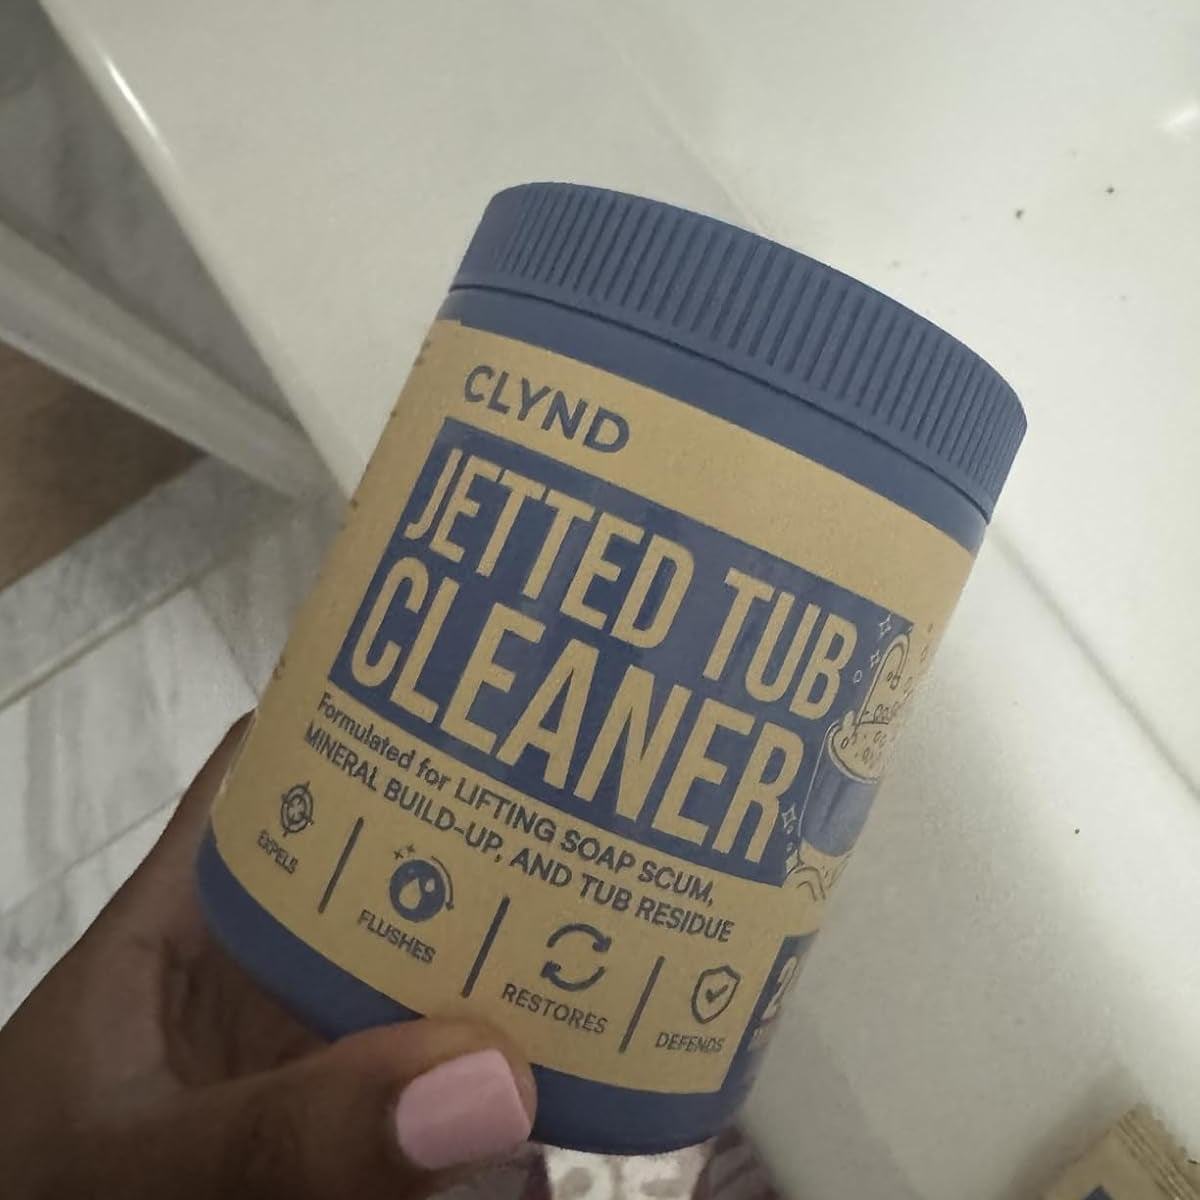 CLYND
JETTED TUB
CLEANER
Formulated for LIFTING SOAP SCUM,
MINERAL BUILD-UP, AND TUB RESIDUE
EXPELS
FLUSHES
RESTORES
DEFENDS